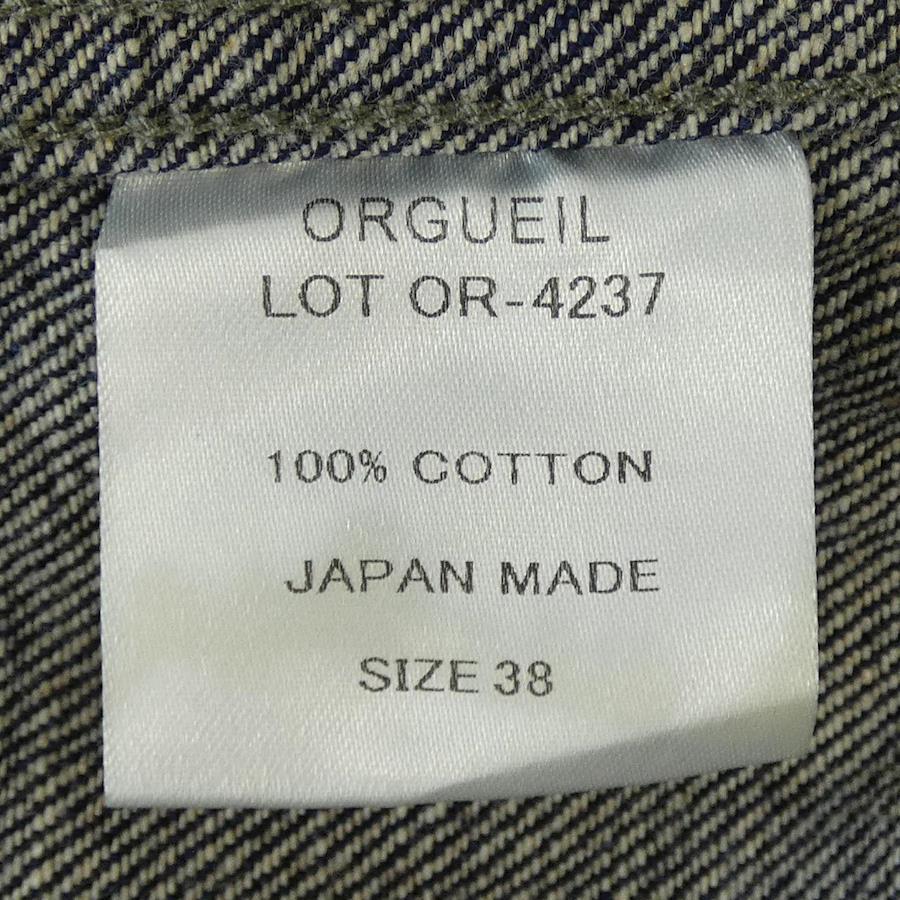 ORGUEIL
LOT OR-4237
100% COTTON
JAPAN MADE
SIZE 38